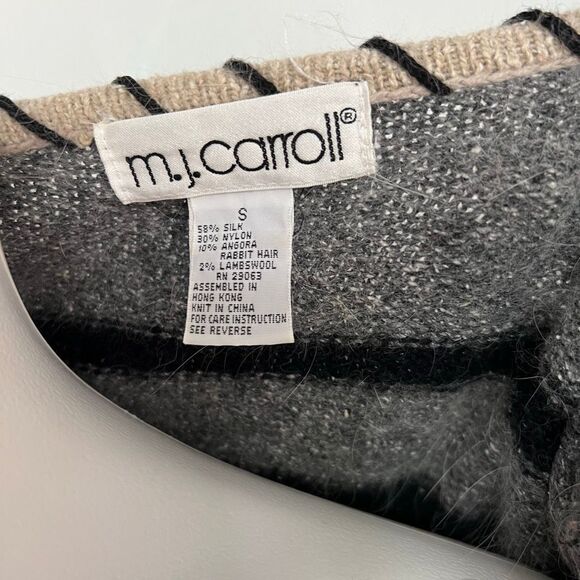 m.j.carroll®
S
58% SILK
30% NYLON
10% ANGORA
RABBIT HAIR
2% LAMBSWOOL
RN 29063
ASSEMBLED IN
HONG KONG
KNIT IN CHINA
FOR CARE INSTRUCTION
SEE REVERSE